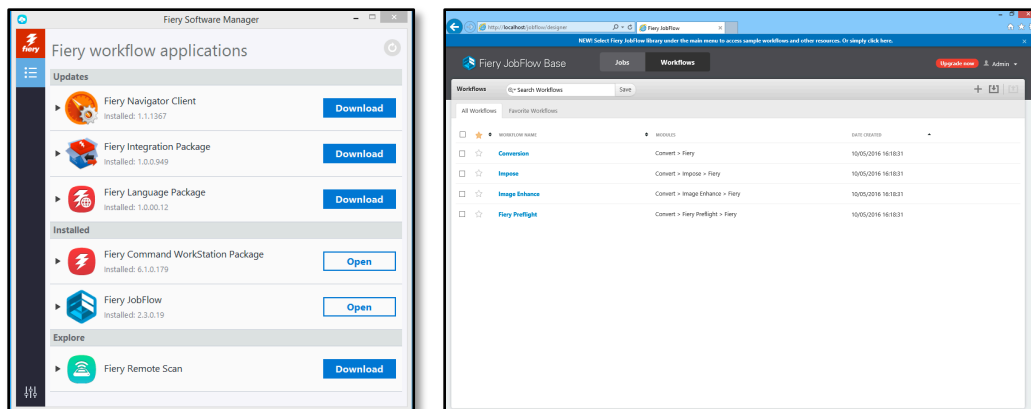 Fiery Software Manager
fiery
Fiery workflow applications
Updates
Fiery Navigator Client
Installed: 1.1.1367
Download
Fiery Integration Package
Installed: 1.0.0.949
Download
Fiery Language Package
Installed: 1.0.00.12
Download
Installed
Fiery Command WorkStation Package
Installed: 6.1.0.179
Open
Fiery JobFlow
Installed: 2.3.0.19
Open
Explore
Fiery Remote Scan
Download
http://localhost/jobflow/designer
Fiery JobFlow
NEW! Select Fiery JobFlow library under the main menu to access sample workflows and other resources. Or simply click here.
Fiery JobFlow Base
Jobs
Workflows
Upgrade now
Admin
Workflows
Search Workflows
Save
All Workflows
Favorite Workflows
WORKFLOW NAME
MODULES
DATE CREATED
Conversion
Convert > Fiery
10/05/2016 16:18:31
Impose
Convert > Impose > Fiery
10/05/2016 16:18:31
Image Enhance
Convert > Image Enhance > Fiery
10/05/2016 16:18:31
Fiery Preflight
Convert > Fiery Preflight > Fiery
10/05/2016 16:18:31